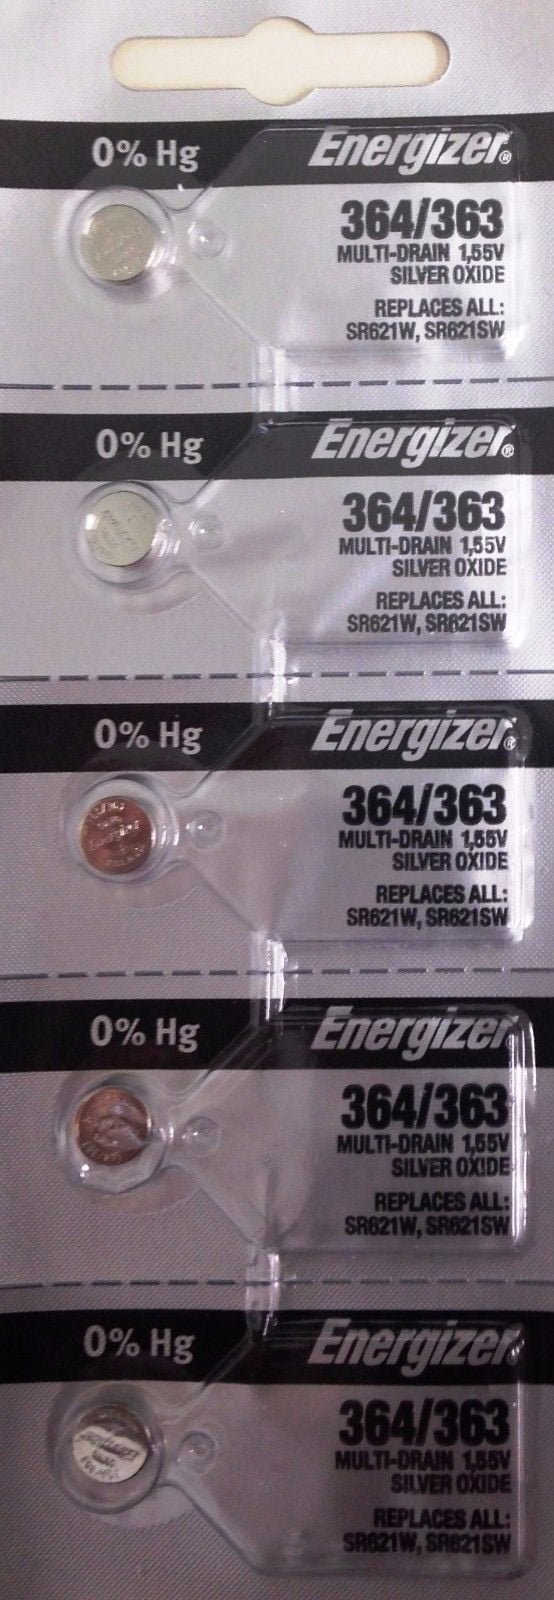 0% Hg Energizer®
364/363
MULTI-DRAIN 1,55V
SILVER OXIDE
REPLACES ALL:
SR621W, SR621SW
0% Hg Energizer®
364/363
MULTI-DRAIN 1,55V
SILVER OXIDE
REPLACES ALL:
SR621W, SR621SW
0% Hg Energizer®
364/363
MULTI-DRAIN 1,55V
SILVER OXIDE
REPLACES ALL:
SR621W, SR621SW
0% Hg Energizer
364/363
MULTI-DRAIN 1,55V
SILVER OXIDE
REPLACES ALL:
SR621W, SR621SW
0% Hg Energizer
364/363
MULTI-DRAIN 1,55V
SILVER OXIDE
REPLACES ALL:
SR621W, SR621SW